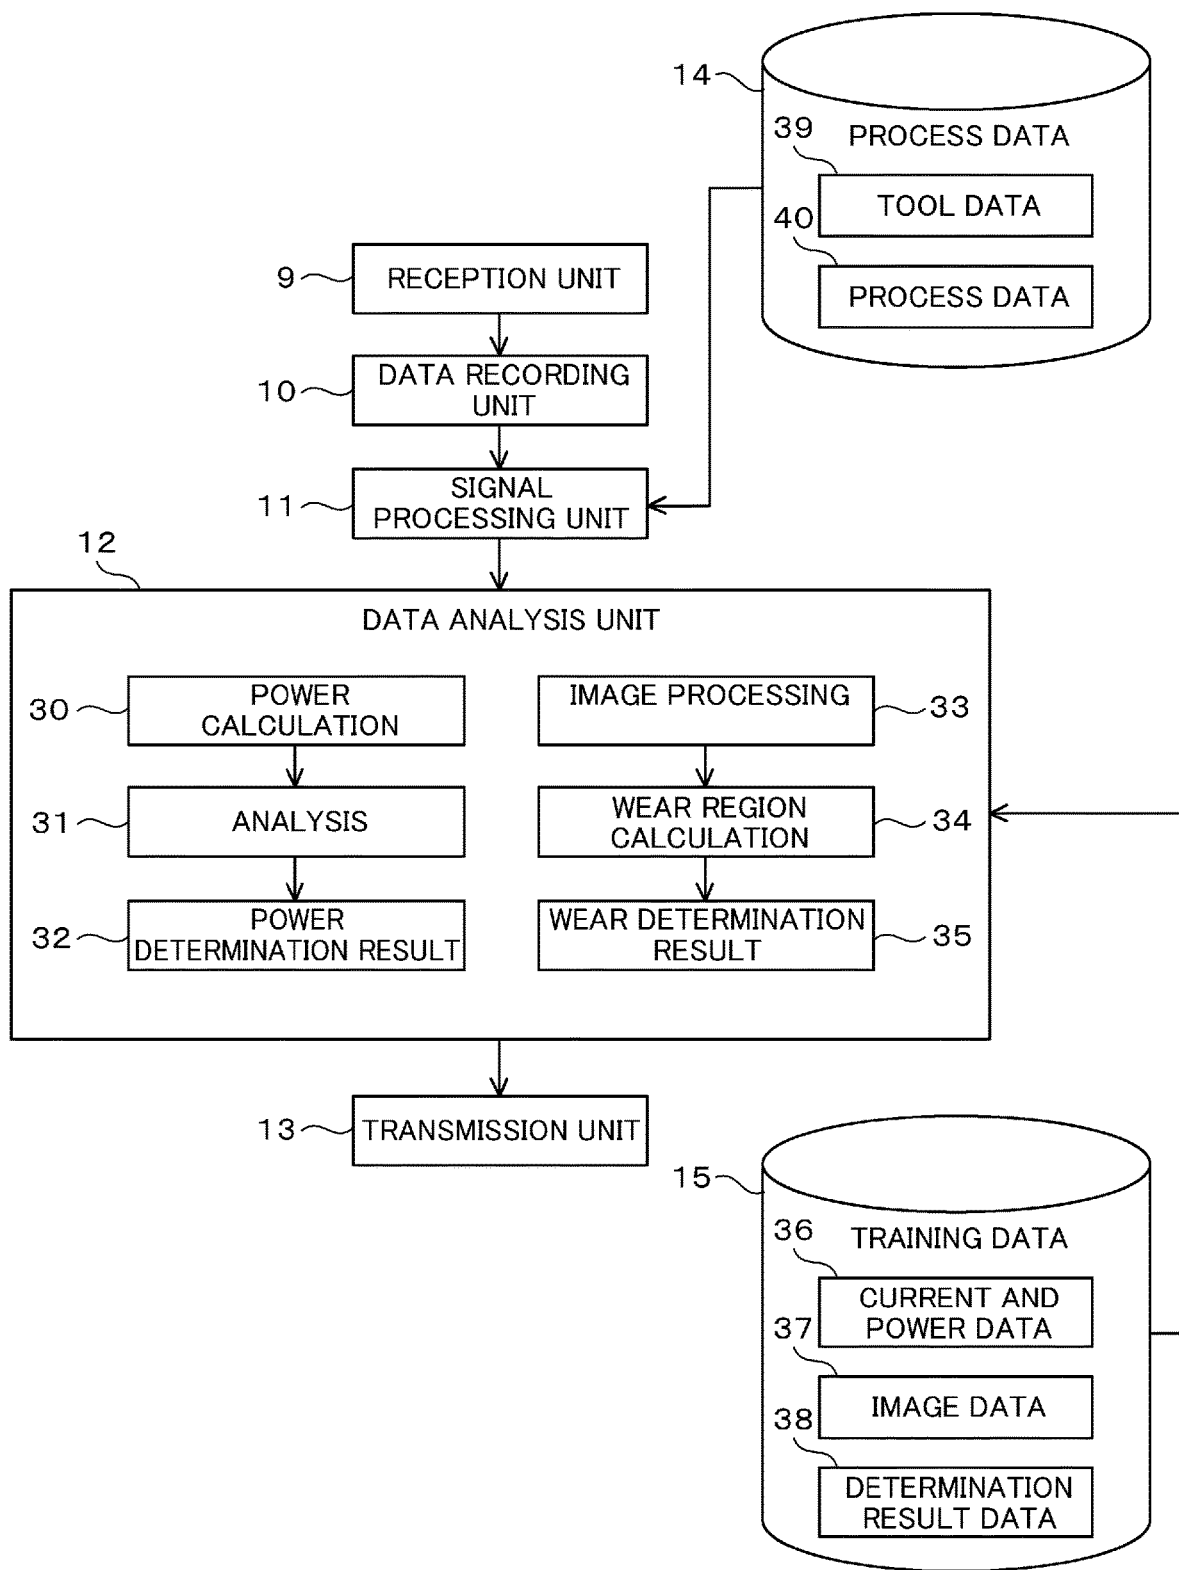 14
PROCESS DATA
39
TOOL DATA
40
PROCESS DATA
9
RECEPTION UNIT
10
DATA RECORDING
UNIT
11
SIGNAL
PROCESSING UNIT
12
DATA ANALYSIS UNIT
30
POWER
CALCULATION
31
ANALYSIS
32
POWER
DETERMINATION RESULT
IMAGE PROCESSING
33
WEAR REGION
CALCULATION
34
WEAR DETERMINATION
RESULT
35
13
TRANSMISSION UNIT
15
TRAINING DATA
36
CURRENT AND
POWER DATA
37
IMAGE DATA
38
DETERMINATION
RESULT DATA